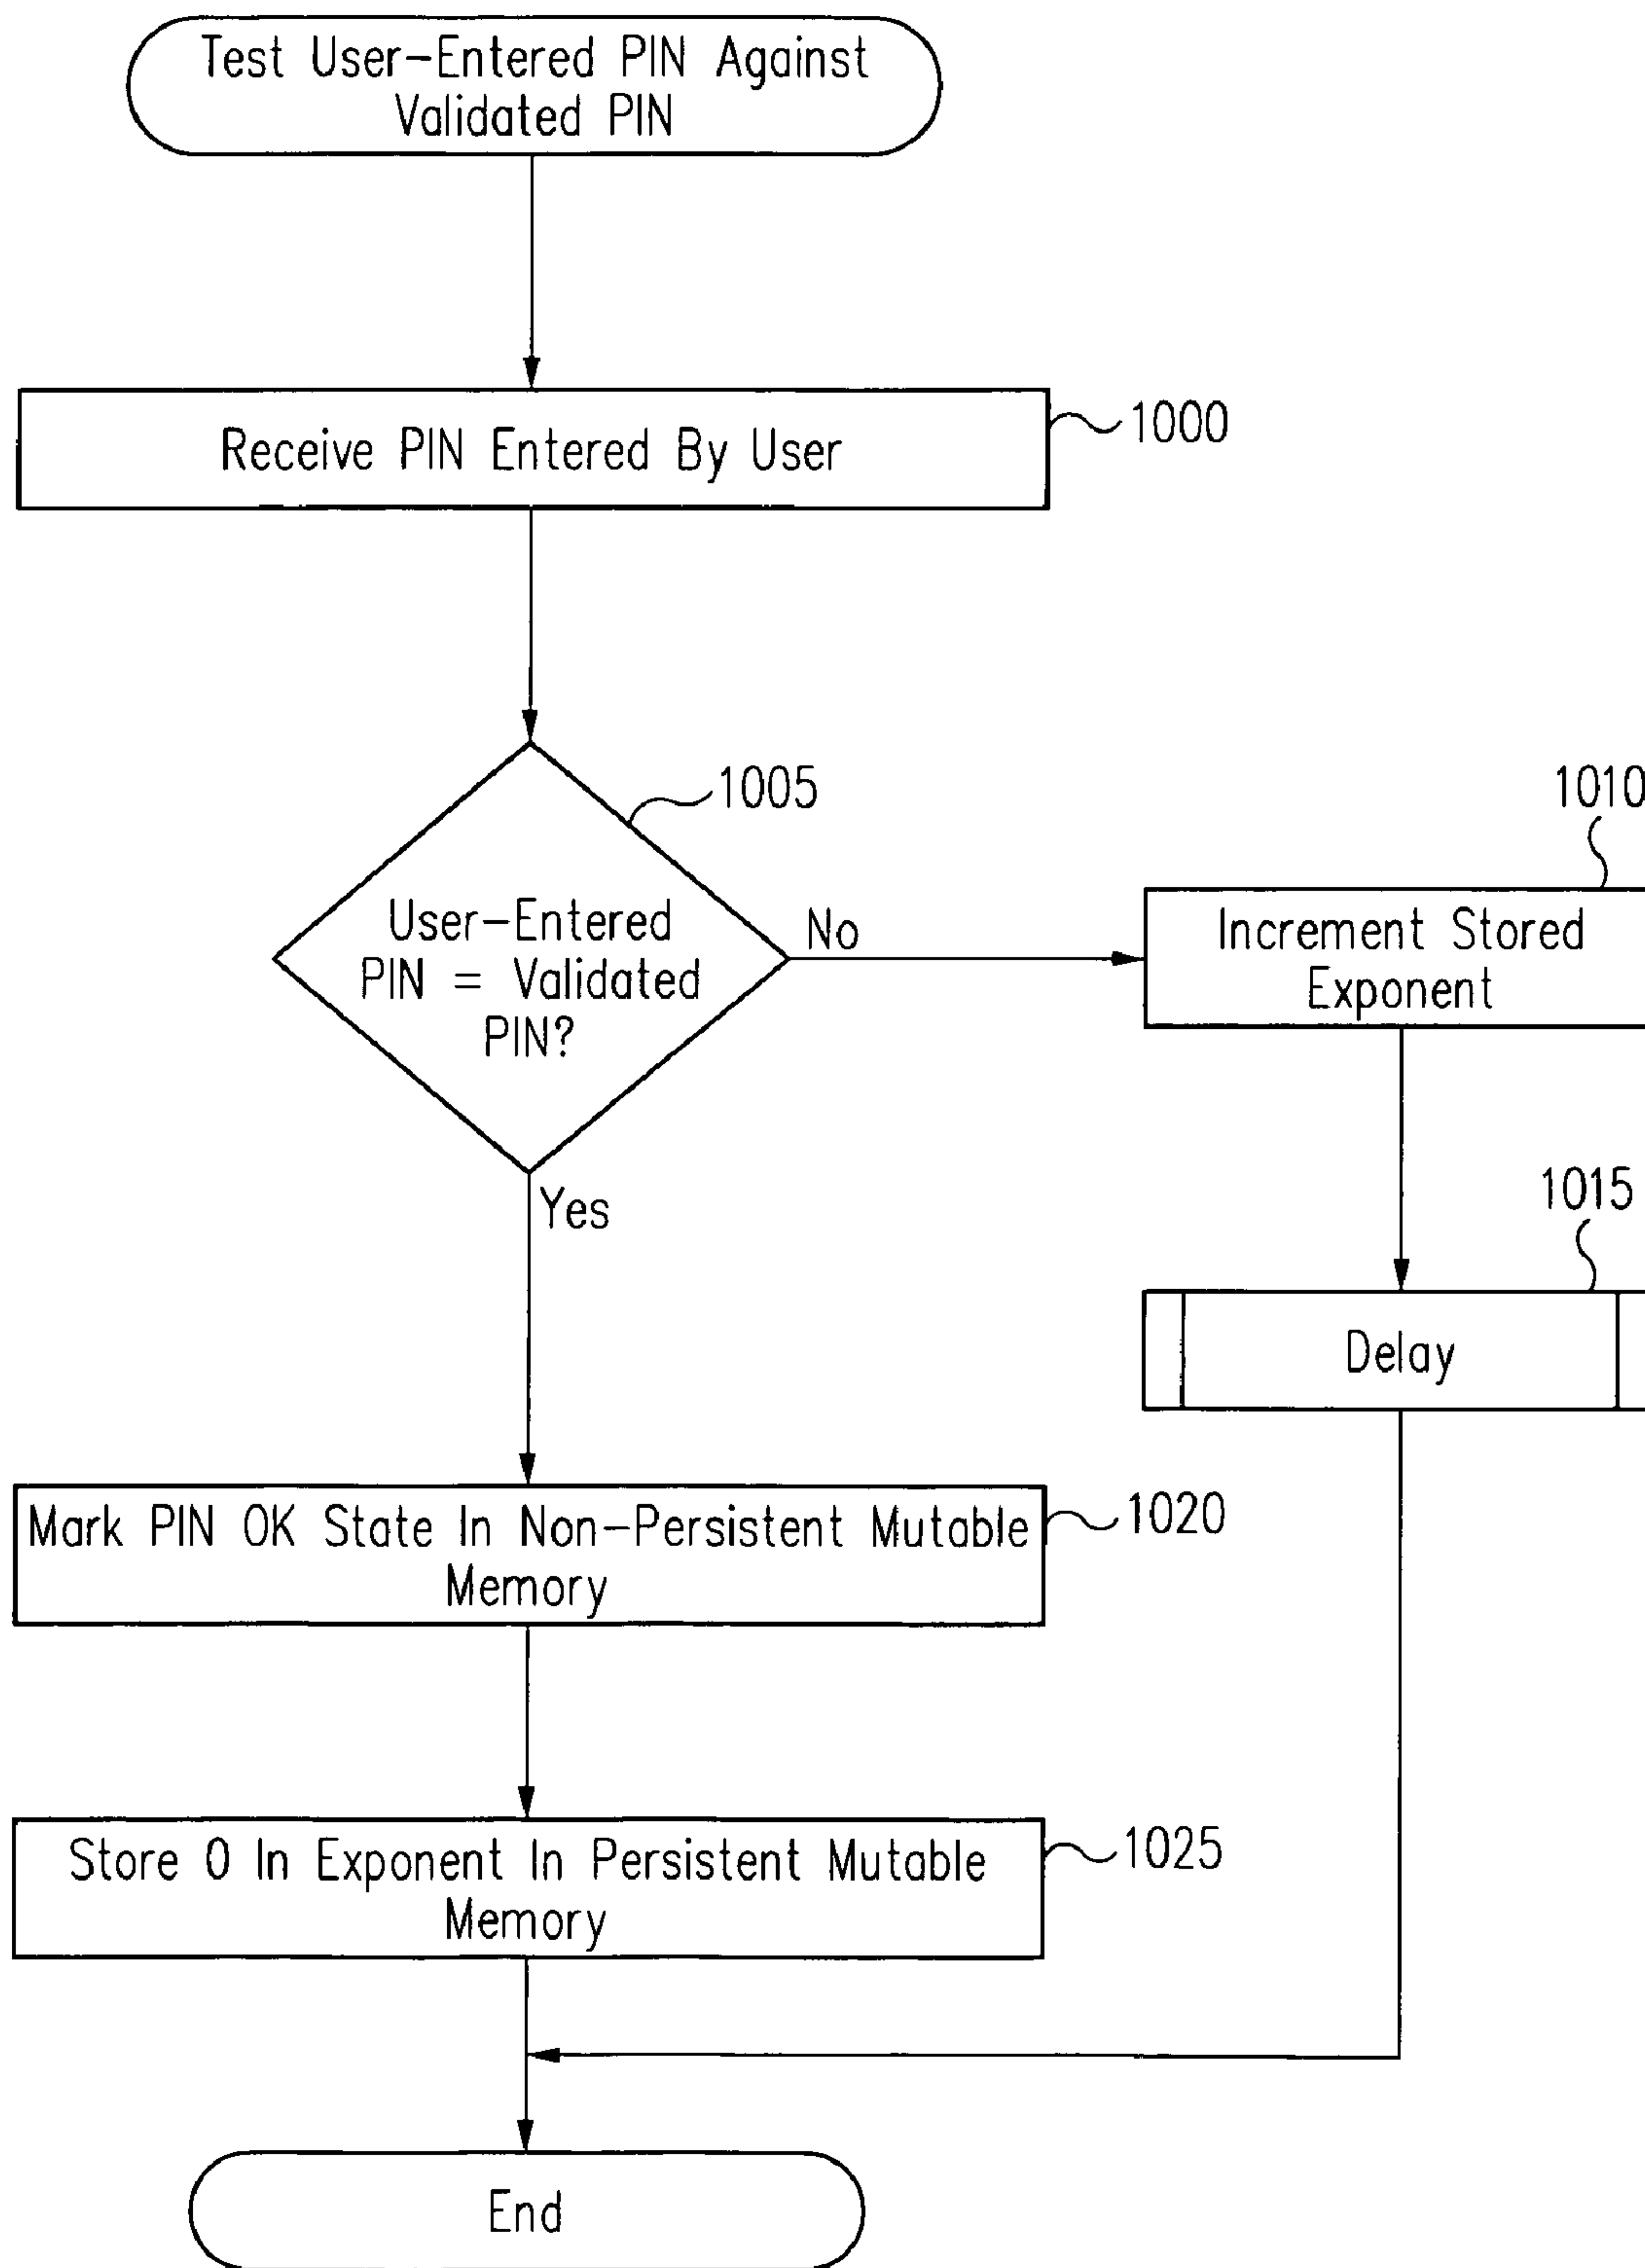 Test User-Entered PIN Against
Validated PIN
Receive PIN Entered By User
1000
1005
User-Entered
PIN = Validated
PIN?
No
Yes
1010
Increment Stored
Exponent
1015
Delay
Mark PIN OK State In Non-Persistent Mutable
Memory
1020
Store 0 In Exponent In Persistent Mutable
Memory
1025
End